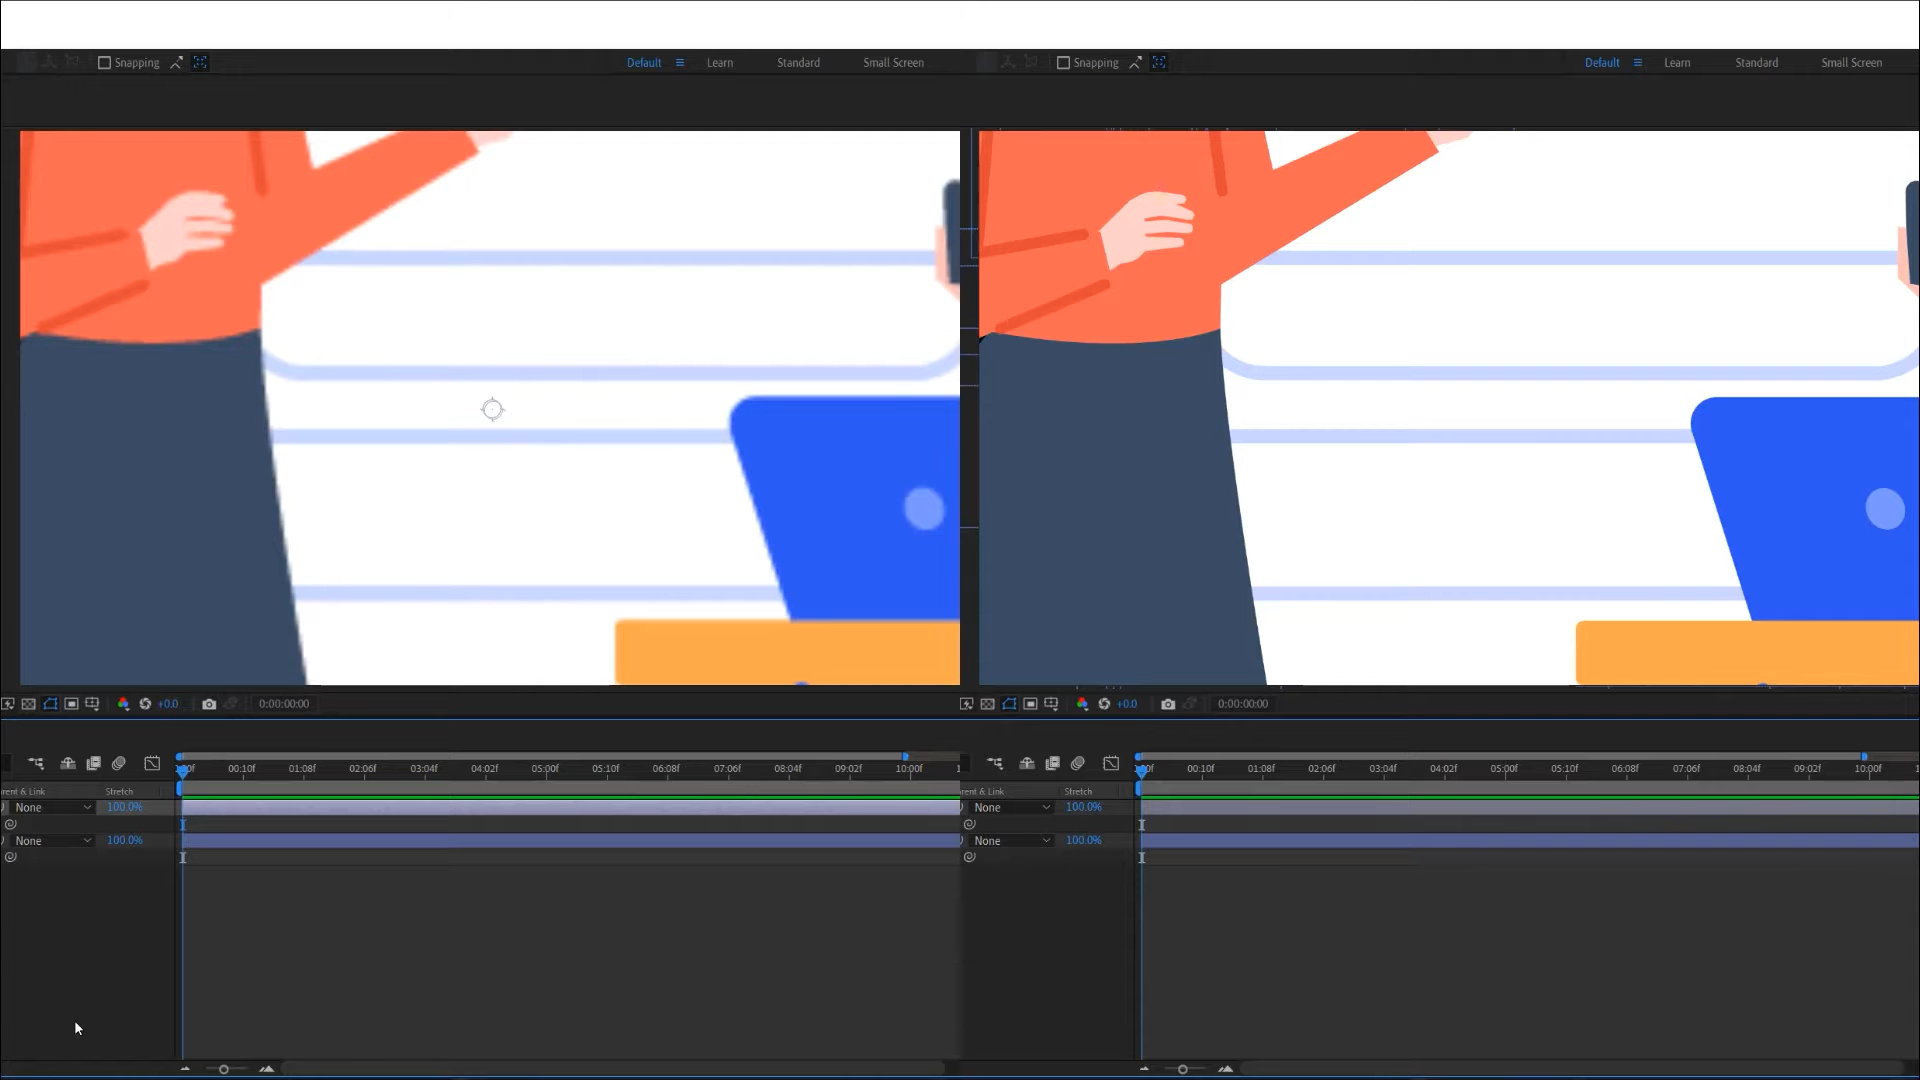 Snapping Default Learn Standard Small Screen Snapping Default Learn Standard Small Screen
+0.0 0:00:00:00 +0.0 0:00:00:00
00:10f 01:08f 02:06f 03:04f 04:02f 05:00f 05:10f 06:08f 07:06f 08:04f 09:02f 10:00f 00:10f 01:08f 02:06f 03:04f 04:02f 05:00f 05:10f 06:08f 07:06f 08:04f 09:02f 10:00f
rent & Link Stretch rent & Link Stretch
None 100.0% None 100.0%
None 100.0% None 100.0%